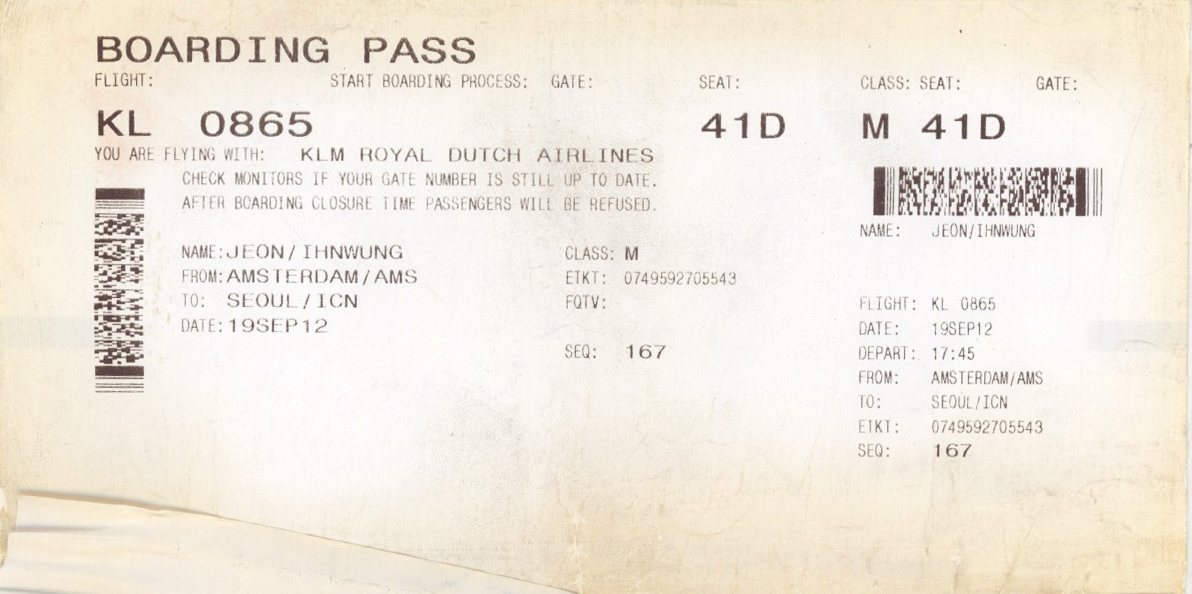 BOARDING PASS
FLIGHT: START BOARDING PROCESS: GATE: SEAT:
KL 0865 41D
YOU ARE FLYING WITH: KLM ROYAL DUTCH AIRLINES
CHECK MONITORS IF YOUR GATE NUMBER IS STILL UP TO DATE.
AFTER BOARDING CLOSURE TIME PASSENGERS WILL BE REFUSED.
NAME: JEON/IHNWUNG CLASS: M
FROM: AMSTERDAM/AMS ETKT: 0749592705543
TO: SEOUL/ICN FQTV:
DATE: 19SEP12
SEQ: 167
CLASS: SEAT: GATE:
M 41D
NAME: JEON/IHNWUNG
FLIGHT: KL 0865
DATE: 19SEP12
DEPART: 17:45
FROM: AMSTERDAM/AMS
TO: SEOUL/ICN
ETKT: 0749592705543
SEQ: 167